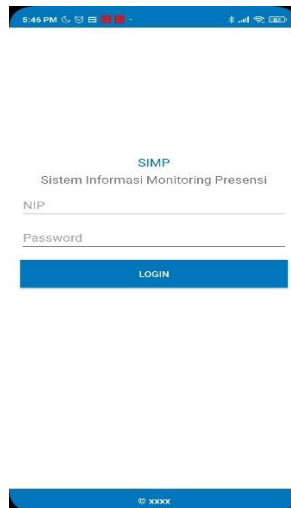 5:46 PM
SIMP
Sistem Informasi Monitoring Presensi
NIP
Password
LOGIN
© xxxx